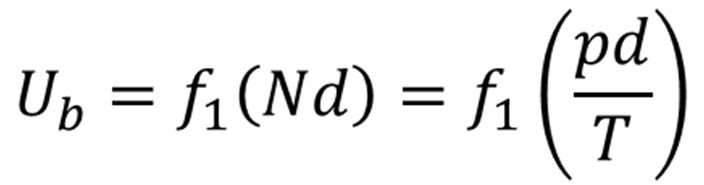 U_b = f_1(Nd) = f_1(pd/T)